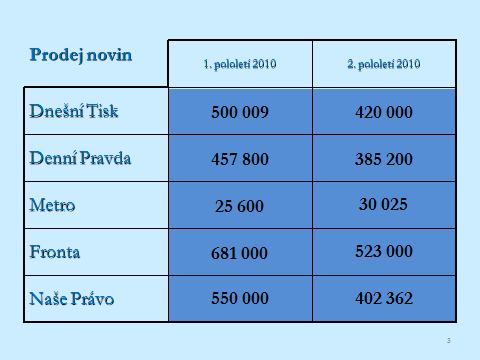 Prodej novin
1. pololetí 2010 2. pololetí 2010
Dnešní Tisk 500 009 420 000
Denní Pravda 457 800 385 200
Metro 25 600 30 025
Fronta 681 000 523 000
Naše Právo 550 000 402 362
3